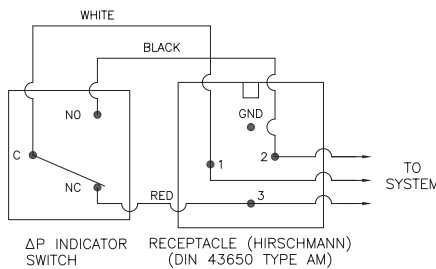 WHITE
BLACK
NO
GND
C
1
2
TO
SYSTEM
NC
RED
3
ΔP INDICATOR
SWITCH
RECEPTACLE (HIRSCHMANN)
(DIN 43650 TYPE AM)